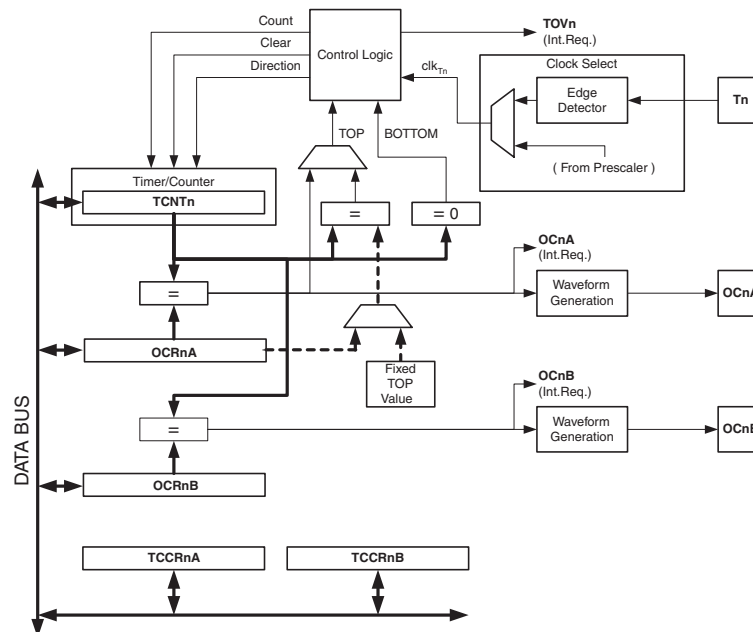 Count
Clear
Direction
Control Logic
TOVn
(Int.Req.)
clkTn
Clock Select
Edge
Detector
Tn
( From Prescaler )
TOP
BOTTOM
Timer/Counter
TCNTn
=
= 0
OCnA
(Int.Req.)
=
Waveform
Generation
OCnA
OCRnA
Fixed
TOP
Value
OCnB
(Int.Req.)
=
Waveform
Generation
OCnB
OCRnB
DATA BUS
TCCRnA
TCCRnB